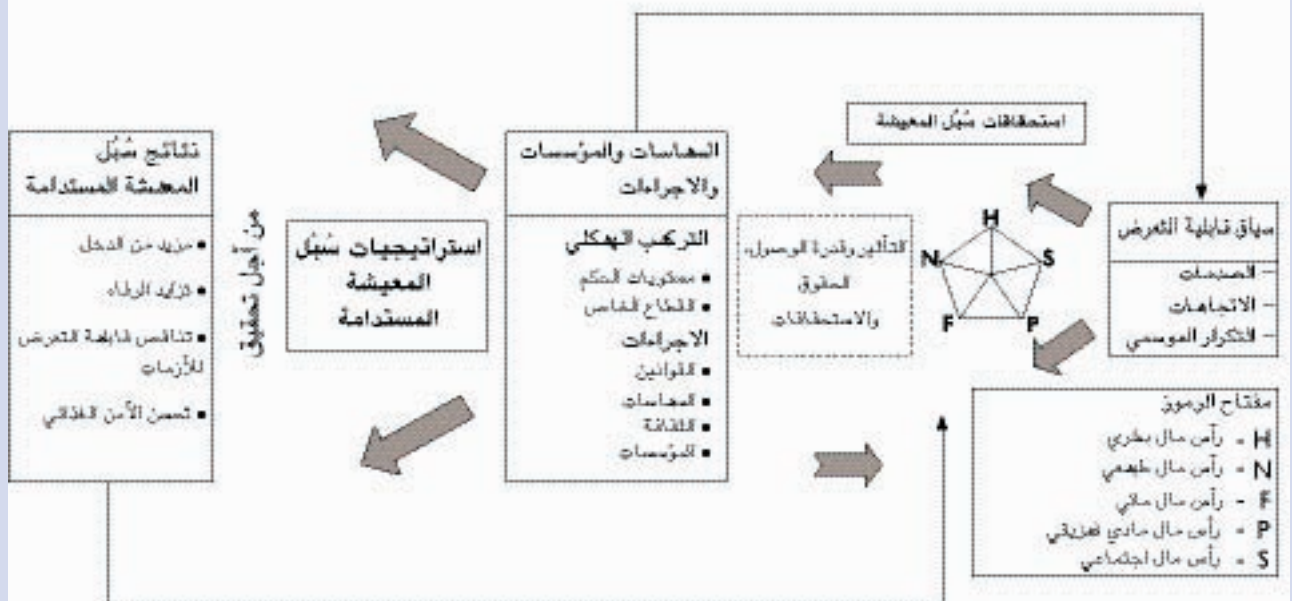 استحقاقات سُبُل المعيشة
سياق قابلية التعرض
– الصدمات
– الاتجاهات
– التكرار الموسمي
H
S
P
F
N
التأثير وقدرة الوصول،
الحقوق
والاستحقاقات
السياسات والمؤسسات
والاجراءات
التركيب الهيكلي
▪ مستويات الحكم
▪ القطاع الخاص
الاجراءات
▪ القوانين
▪ السياسات
▪ الثقافة
▪ المؤسسات
استراتيجيات سُبُل
المعيشة
المستدامة
من أجل تحقيق
نتائج سُبُل
المعيشة المستدامة
▪ مزيد من الدخل
▪ تزايد الرفاه
▪ تناقص قابلية التعرض
للأزمات
▪ تحسن الأمن الغذائي
مفتاح الرموز
H - رأس مال بشري
N - رأس مال طبيعي
F - رأس مال مالي
P - رأس مال مادي فيزيقي
S - رأس مال اجتماعي